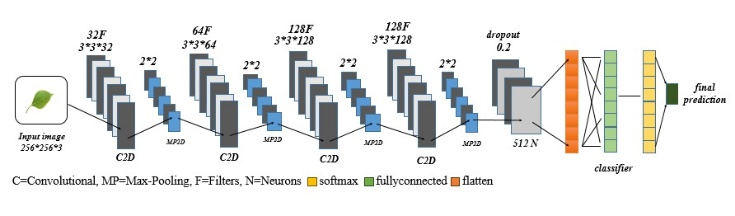 32F
3*3*32
2*2
64F
3*3*64
2*2
128F
3*3*128
2*2
128F
3*3*128
2*2
dropout
0.2
Input image
256*256*3
C2D
MP2D
C2D
MP2D
C2D
MP2D
C2D
MP2D
512 N
classifier
final
prediction
C=Convolutional, MP=Max-Pooling, F=Filters, N=Neurons softmax fullyconnected flatten